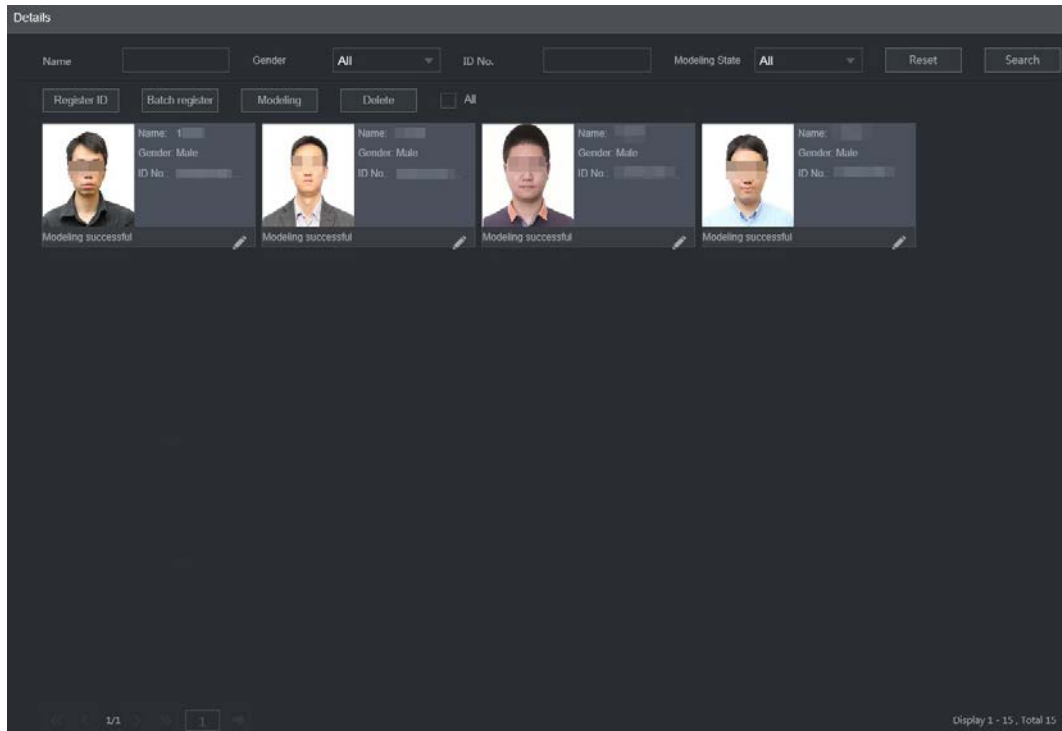 Details
Name Gender All ID No. Modeling State All Reset Search
Register ID Batch register Modeling Delete All
Name: 1 Name: Name: Name:
Gender: Male Gender: Male Gender: Male Gender: Male
ID No.: ID No.: ID No.: ID No.:
Modeling successful Modeling successful Modeling successful Modeling successful
1/1 1 Display 1 - 15 , Total 15